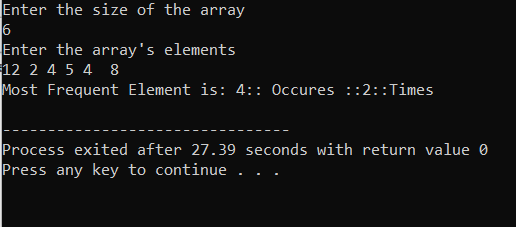 Enter the size of the array
6
Enter the array's elements
12 2 4 5 4  8
Most Frequent Element is: 4:: Occures ::2::Times
--------------------------------
Process exited after 27.39 seconds with return value 0
Press any key to continue . . .